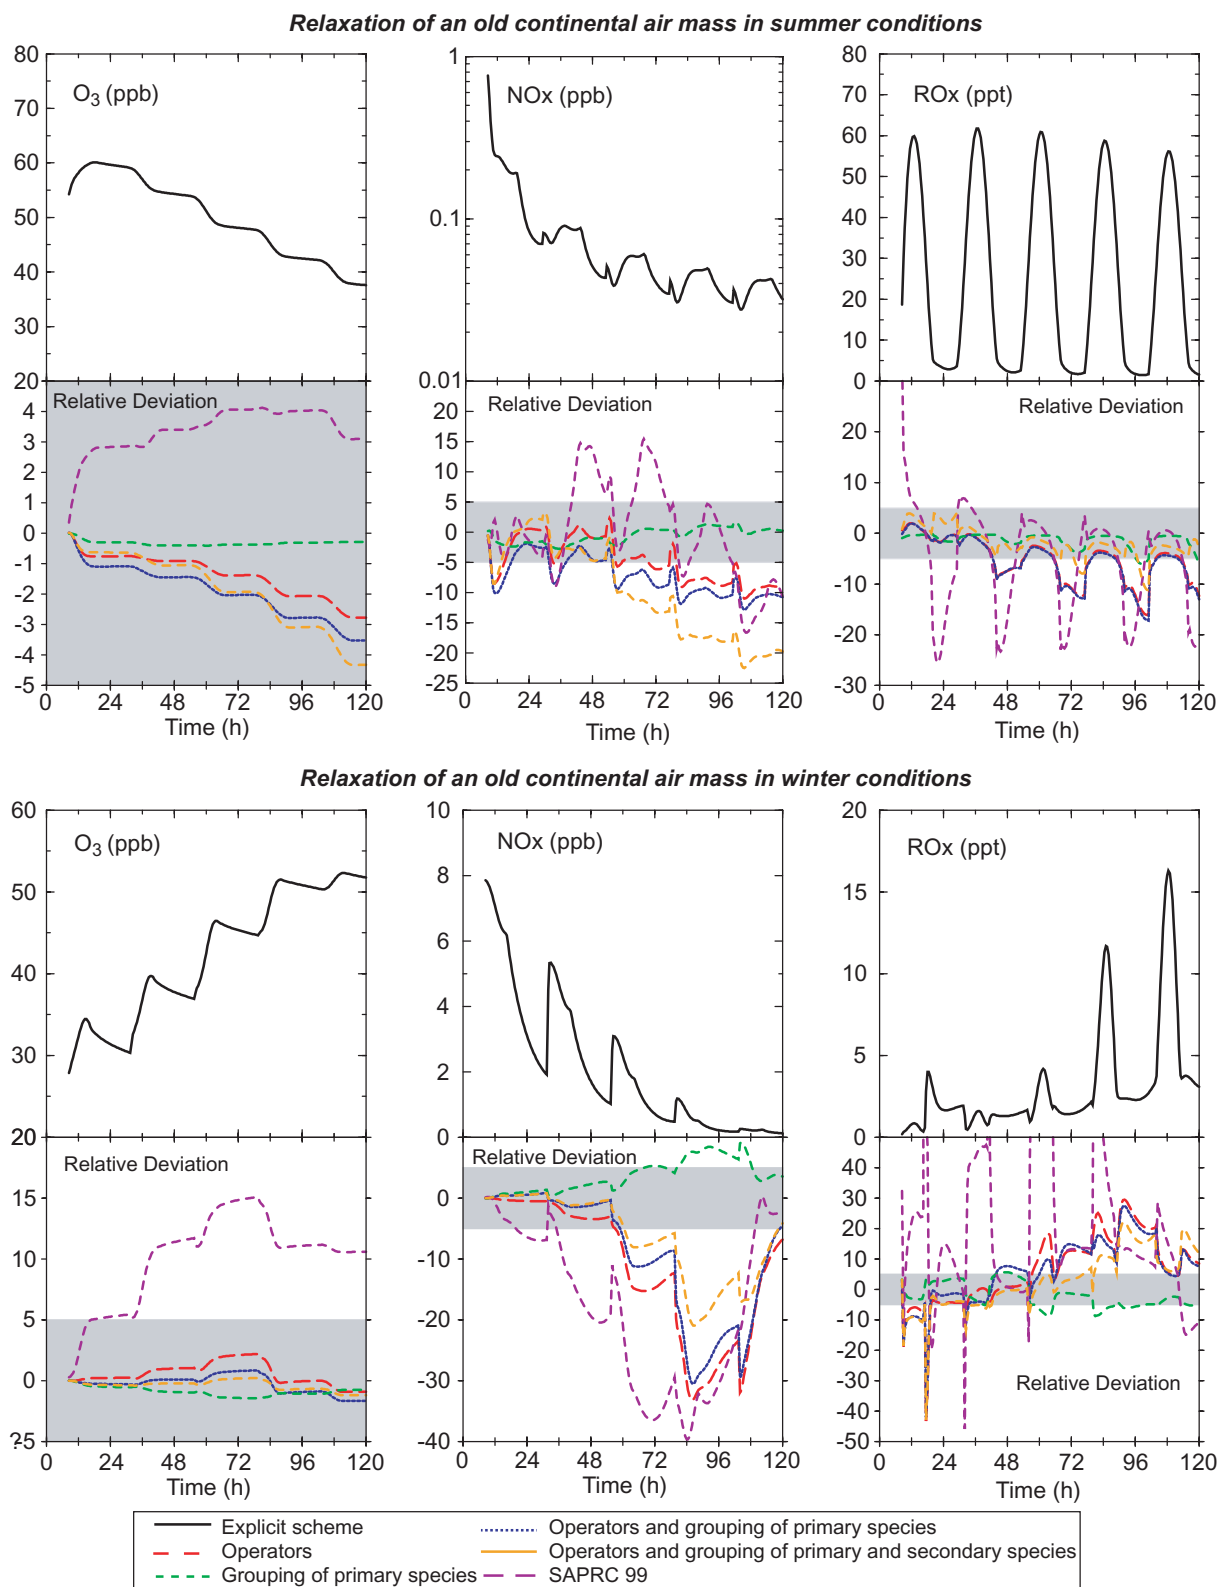 Relaxation of an old continental air mass in summer conditions
O3 (ppb)
80
70
60
50
40
30
20
NOx (ppb)
1
0.1
0.01
ROx (ppt)
80
70
60
50
40
30
20
10
0
Relative Deviation
4
3
2
1
0
-1
-2
-3
-4
-5
0 24 48 72 96 120
Time (h)
Relative Deviation
20
15
10
5
0
-5
-10
-15
-20
-25
0 24 48 72 96 120
Time (h)
Relative Deviation
20
10
0
-10
-20
-30
0 24 48 72 96 120
Time (h)
Relaxation of an old continental air mass in winter conditions
O3 (ppb)
60
50
40
30
20
NOx (ppb)
10
8
6
4
2
0
ROx (ppt)
20
15
10
5
0
Relative Deviation
15
10
5
0
25
0 24 48 72 96 120
Time (h)
Relative Deviation
0
-10
-20
-30
-40
0 24 48 72 96 120
Time (h)
Relative Deviation
40
30
20
10
0
-10
-20
-30
-40
-50
0 24 48 72 96 120
Time (h)
Explicit scheme
Operators
Grouping of primary species
Operators and grouping of primary species
Operators and grouping of primary and secondary species
SAPRC 99